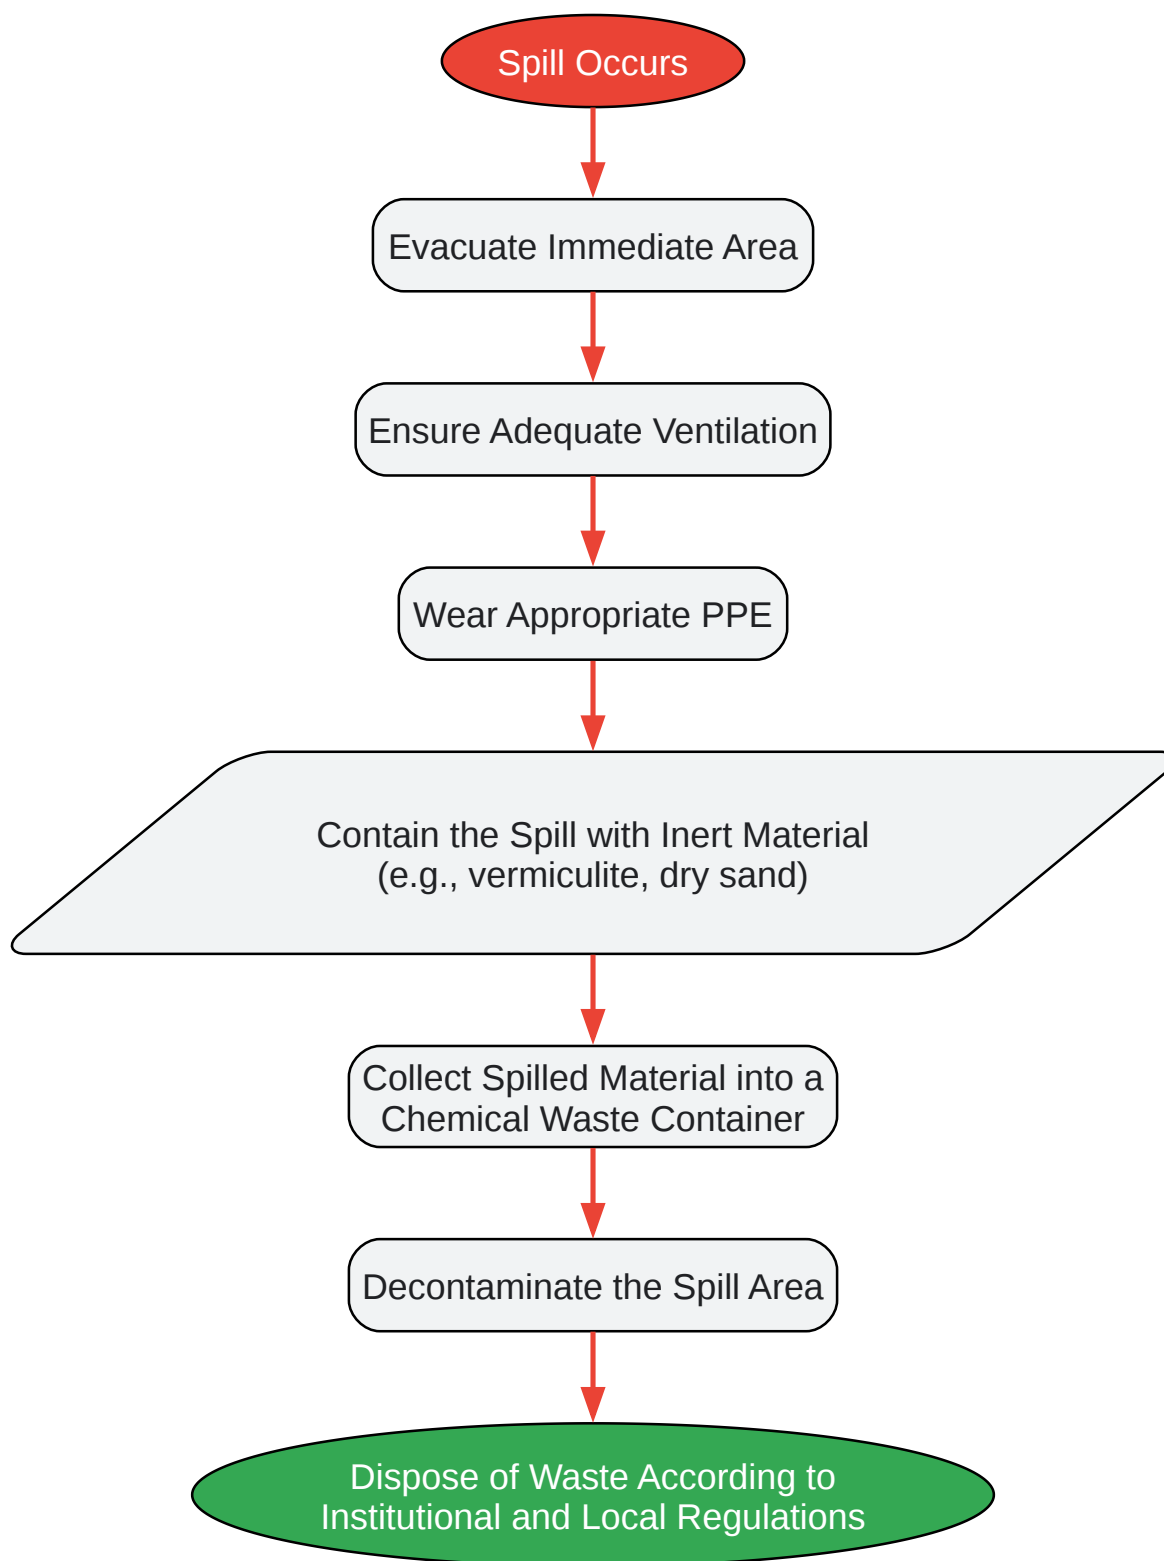 Spill Occurs
Evacuate Immediate Area
Ensure Adequate Ventilation
Wear Appropriate PPE
Contain the Spill with Inert Material
(e.g., vermiculite, dry sand)
Collect Spilled Material into a
Chemical Waste Container
Decontaminate the Spill Area
Dispose of Waste According to
Institutional and Local Regulations